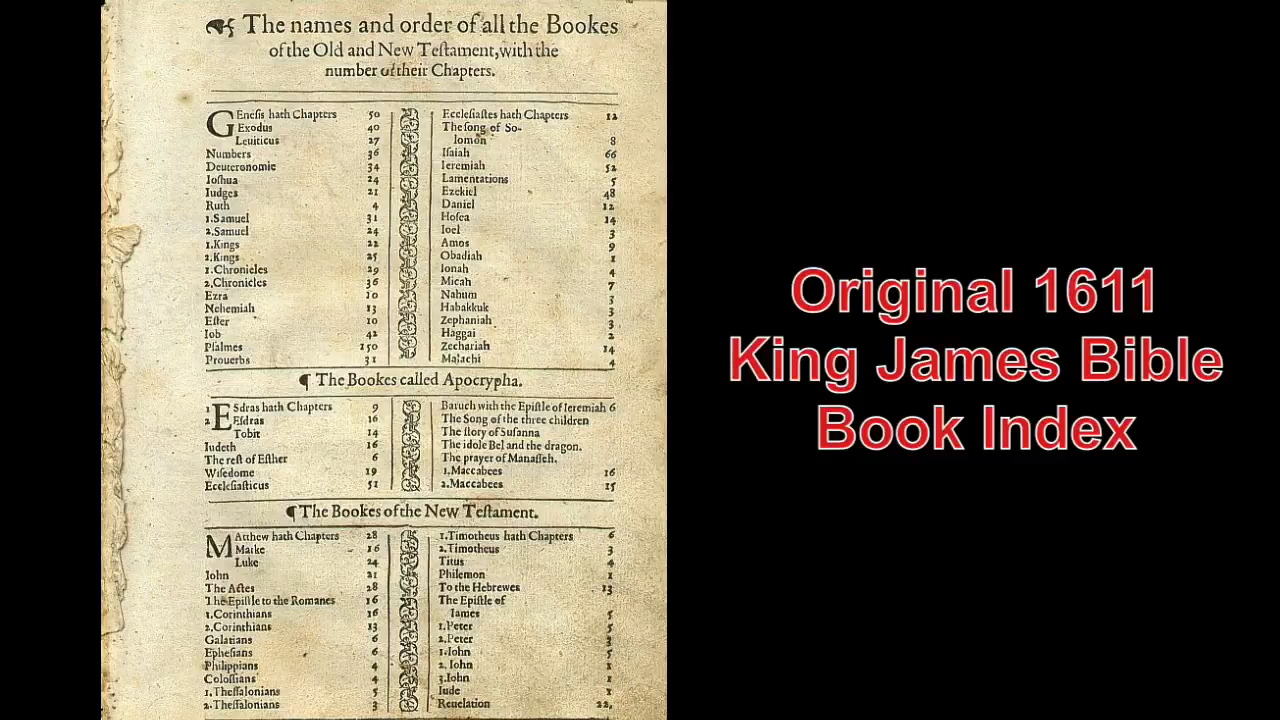 The names and order of all the Bookes
of the Old and New Teſtament, with the
number of their Chapters.
Geneſis hath Chapters 50
Exodus 40
Leuiticus 27
Numbers 36
Deuteronomie 34
Ioſhua 24
Iudges 21
Ruth 4
1.Samuel 31
2.Samuel 24
1.Kings 22
2.Kings 25
1.Chronicles 29
2.Chronicles 36
Ezra 10
Nehemiah 13
Eſter 10
Iob 42
Pſalmes 150
Prouerbs 31
Eccleſiaſtes hath Chapters 12
The ſong of So-
lomon 8
Iſaiah 66
Ieremiah 52
Lamentations 5
Ezekiel 48
Daniel 12
Hoſea 14
Ioel 3
Amos 9
Obadiah 1
Ionah 4
Micah 7
Nahum 3
Habakkuk 3
Zephaniah 3
Haggai 2
Zechariah 14
Malachi 4
¶ The Bookes called Apocrypha.
1 Eſdras hath Chapters 9
2 Eſdras 16
Tobit 14
Iudeth 16
The reſt of Eſther 6
Wiſedome 19
Eccleſiaſticus 51
Baruch with the Epiſtle of Ieremiah 6
The Song of the three children
The ſtory of Suſanna
The idole Bel and the dragon.
The prayer of Manaſſeh.
1.Maccabees 16
2.Maccabees 15
¶ The Bookes of the New Teſtament.
Matthew hath Chapters 28
Marke 16
Luke 24
Iohn 21
The Actes 28
The Epiſtle to the Romanes 16
1.Corinthians 16
2.Corinthians 13
Galatians 6
Epheſians 6
Philippians 4
Coloſſians 4
1.Theſſalonians 5
2.Theſſalonians 3
1.Timotheus hath Chapters 6
2.Timotheus 3
Titus 4
Philemon 1
To the Hebrewes 13
The Epiſtle of
Iames 5
1.Peter 5
2.Peter 3
1.Iohn 5
2.Iohn 1
3.Iohn 1
Iude 1
Reuelation 22.
Original 1611
King James Bible
Book Index